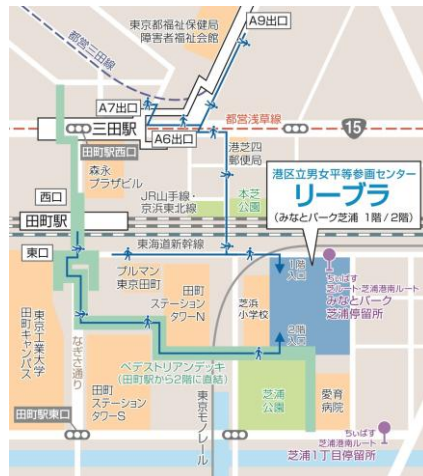 A9出口
東京都福祉保健局
障害者福祉会館
都営三田線
A7出口
三田駅
A6出口
都営浅草線
15
田町駅西口
港芝四
郵便局
森永
プラザビル
港区立男女平等参画センター
リーブラ
(みなとパーク芝浦 1階/2階)
西口
JR山手線・
京浜東北線
本芝
公園
田町駅
東海道新幹線
東口
プルマン
東京田町
1階
入口
ちぃばす
芝ルート・芝浦港南ルート
みなとパーク
芝浦停留所
田町
ステーション
タワーN
芝浜
小学校
東京工業大学
田町キャンパス
なぎさ通り
2階
入口
ペデストリアンデッキ
(田町駅から2階に直結)
田町
ステーション
タワーS
東京モノレール
芝浦
公園
愛育
病院
田町駅東口
ちぃばす
芝浦港南ルート
芝浦1丁目停留所